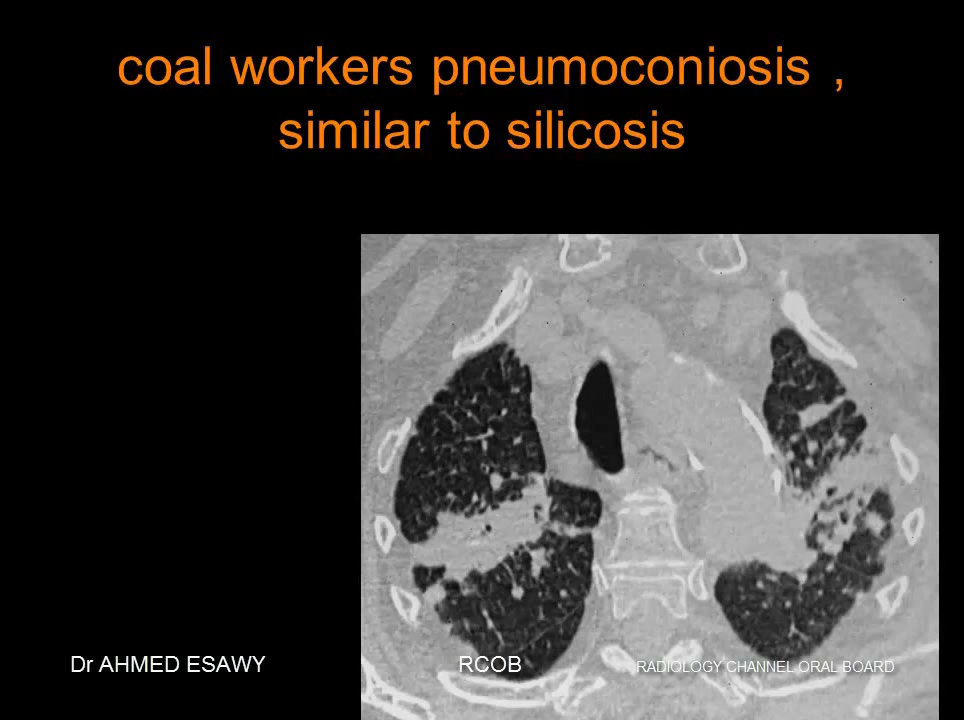 coal workers pneumoconiosis ,
similar to silicosis
Dr AHMED ESAWY
RCOB
RADIOLOGY CHANNEL ORAL BOARD